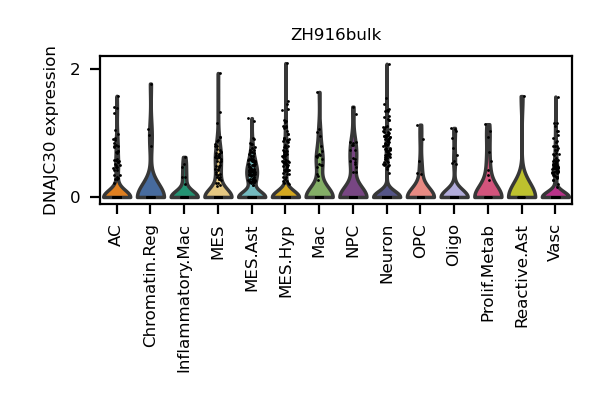 ZH916bulk
DNAJC30 expression
2
0
AC
Chromatin.Reg
Inflammatory.Mac
MES
MES.Ast
MES.Hyp
Mac
NPC
Neuron
OPC
Oligo
Prolif.Metab
Reactive.Ast
Vasc